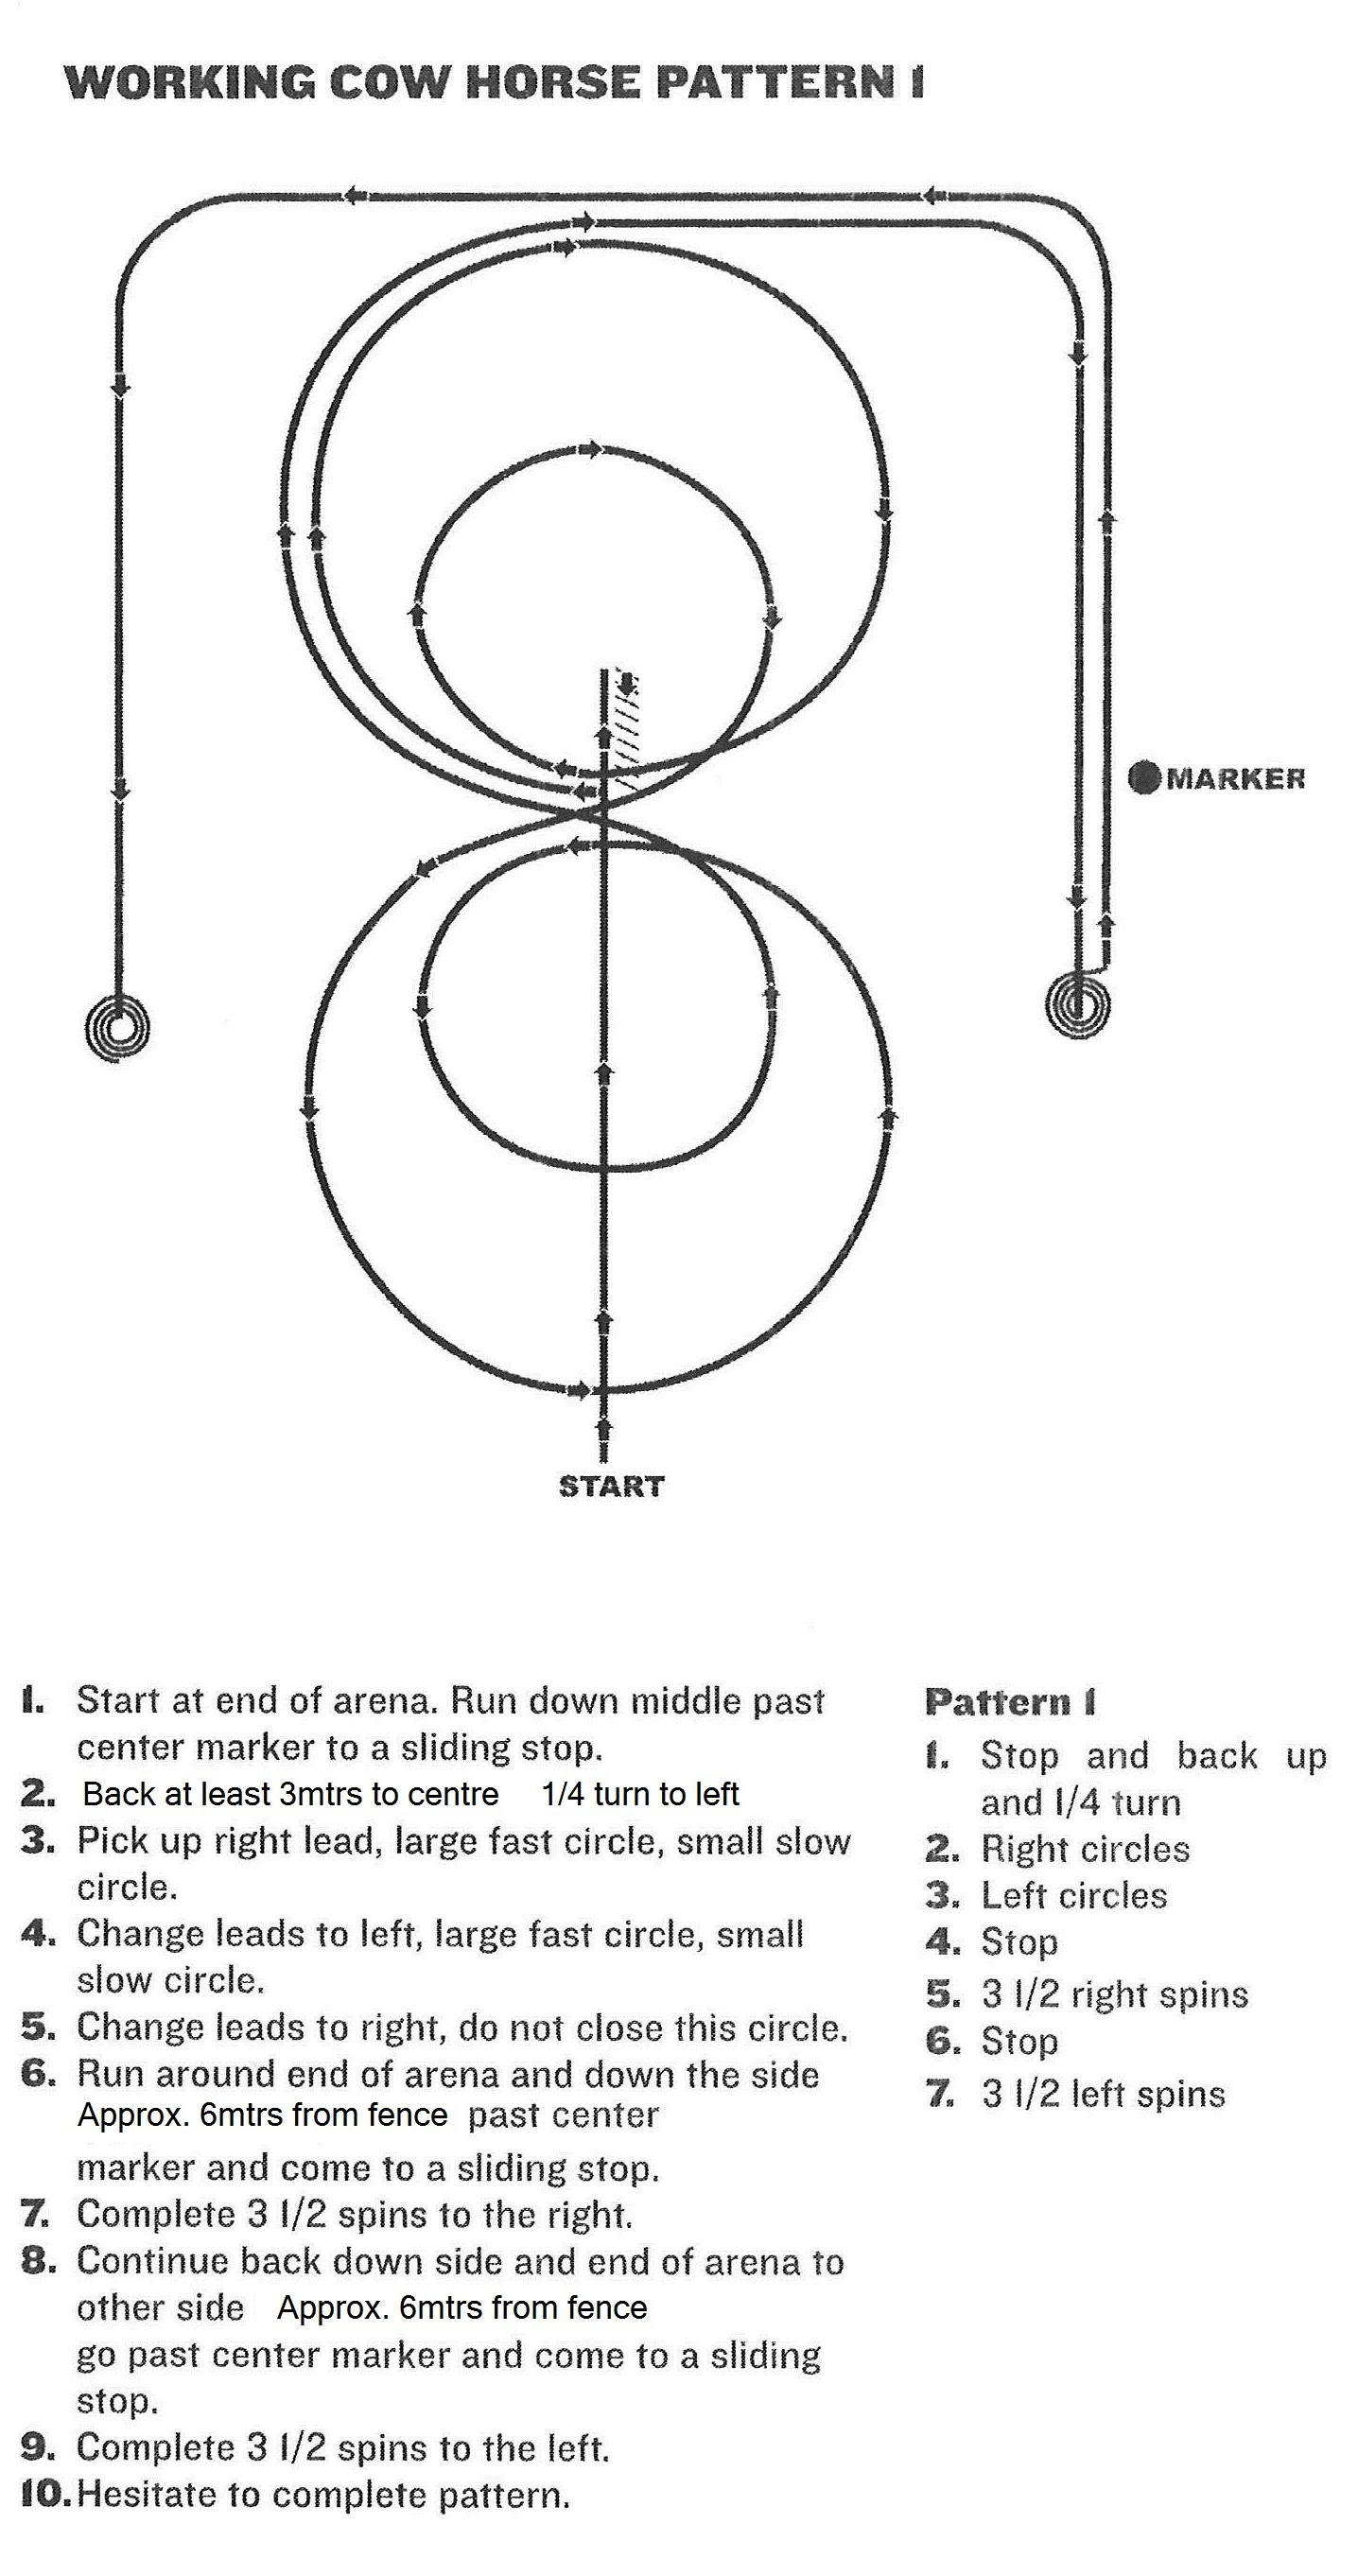 WORKING COW HORSE PATTERN 1
MARKER
START
1. Start at end of arena. Run down middle past
center marker to a sliding stop.
2. Back at least 3mtrs to centre 1/4 turn to left
3. Pick up right lead, large fast circle, small slow
circle.
4. Change leads to left, large fast circle, small
slow circle.
5. Change leads to right, do not close this circle.
6. Run around end of arena and down the side
Approx. 6mtrs from fence past center
marker and come to a sliding stop.
7. Complete 3 1/2 spins to the right.
8. Continue back down side and end of arena to
other side Approx. 6mtrs from fence
go past center marker and come to a sliding
stop.
9. Complete 3 1/2 spins to the left.
10. Hesitate to complete pattern.
Pattern 1
1. Stop and back up
and 1/4 turn
2. Right circles
3. Left circles
4. Stop
5. 3 1/2 right spins
6. Stop
7. 3 1/2 left spins